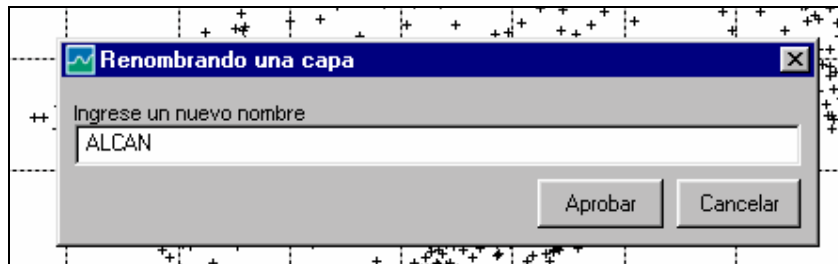 Renombrando una capa
Ingrese un nuevo nombre
ALCAN
Aprobar Cancelar